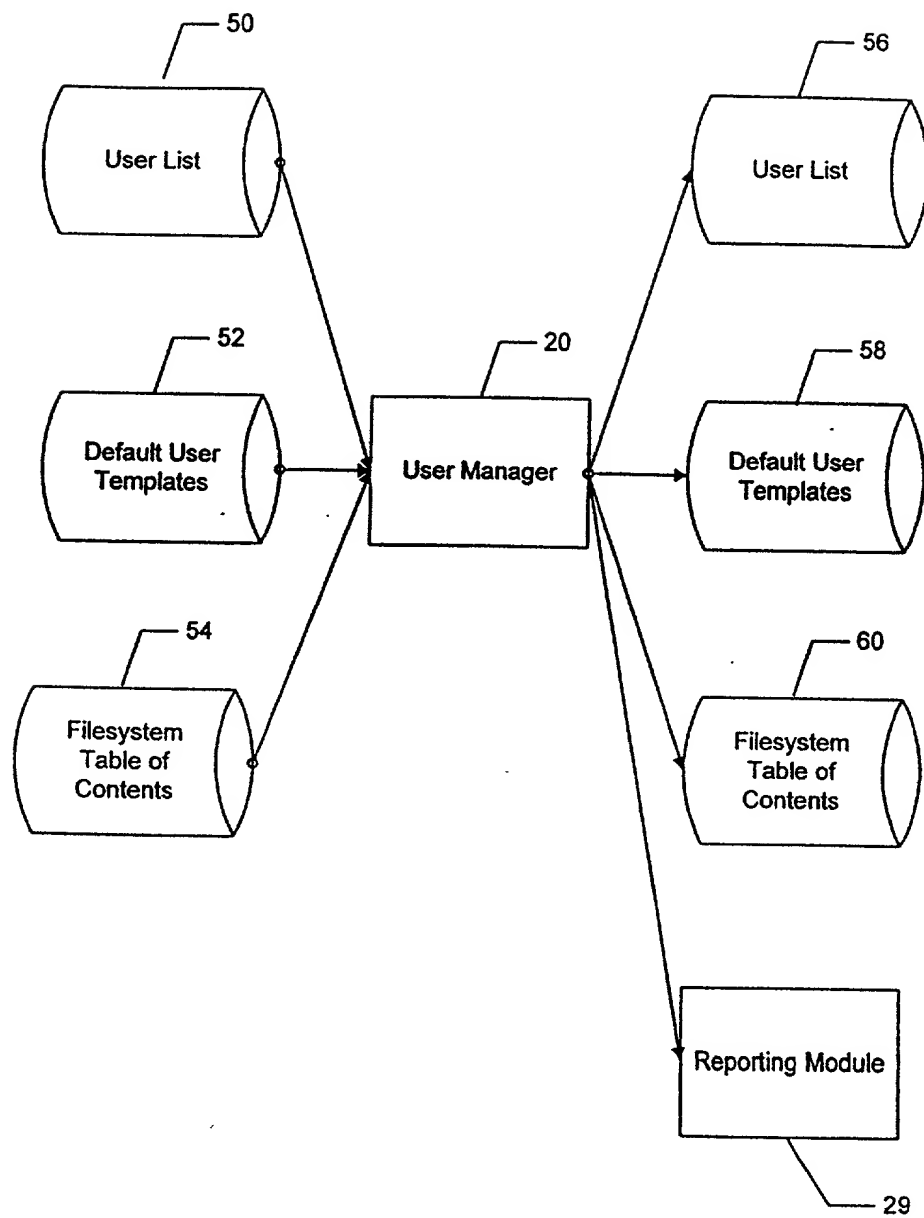 50
User List
56
User List
52
Default User
Templates
20
User Manager
58
Default User
Templates
54
Filesystem
Table of
Contents
60
Filesystem
Table of
Contents
Reporting Module
29